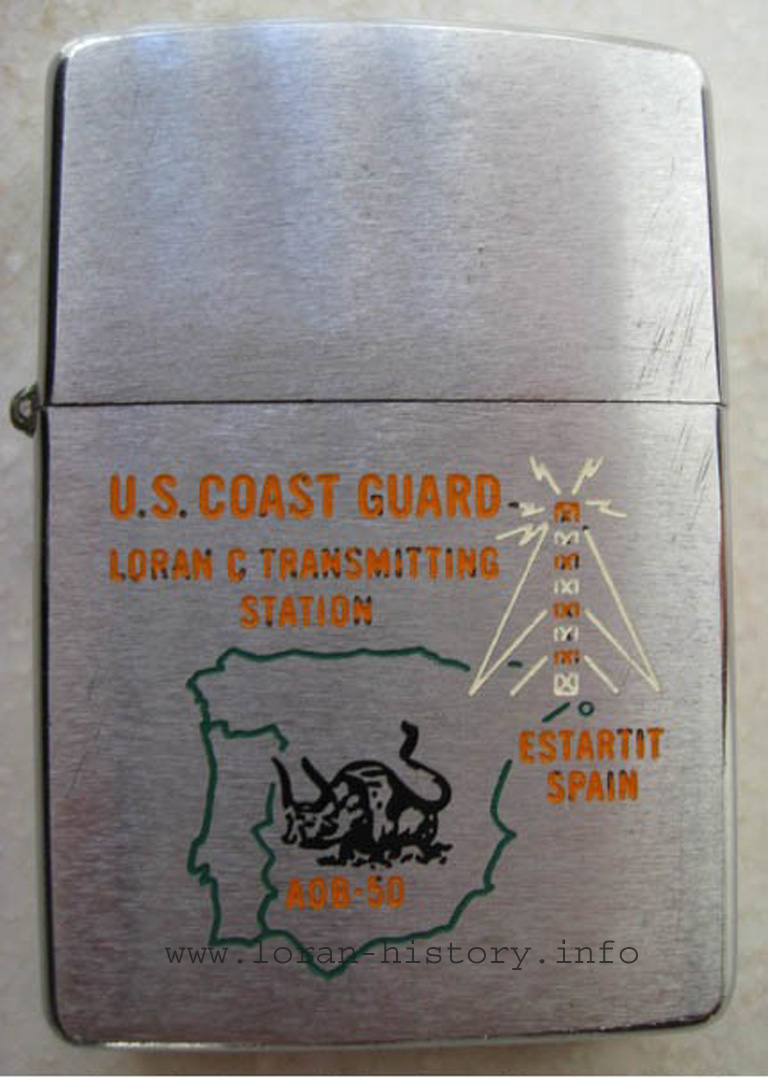 U.S. COAST GUARD
LORAN C TRANSMITTING
STATION
ESTARTIT
SPAIN
AOB-50
www.loran-history.info